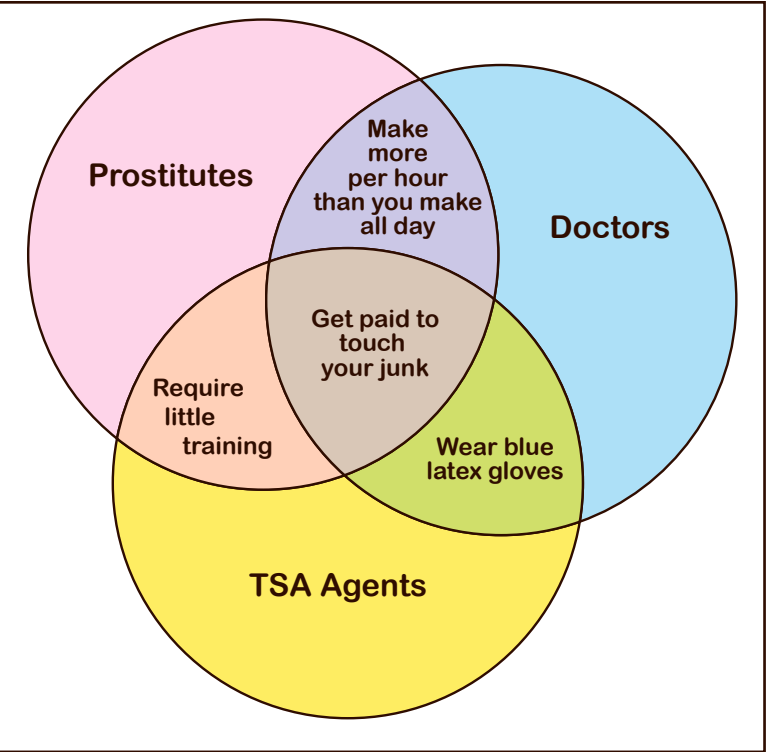 Prostitutes
Make
more
per hour
than you make
all day
Doctors
Get paid to
touch
your junk
Require
little
training
Wear blue
latex gloves
TSA Agents